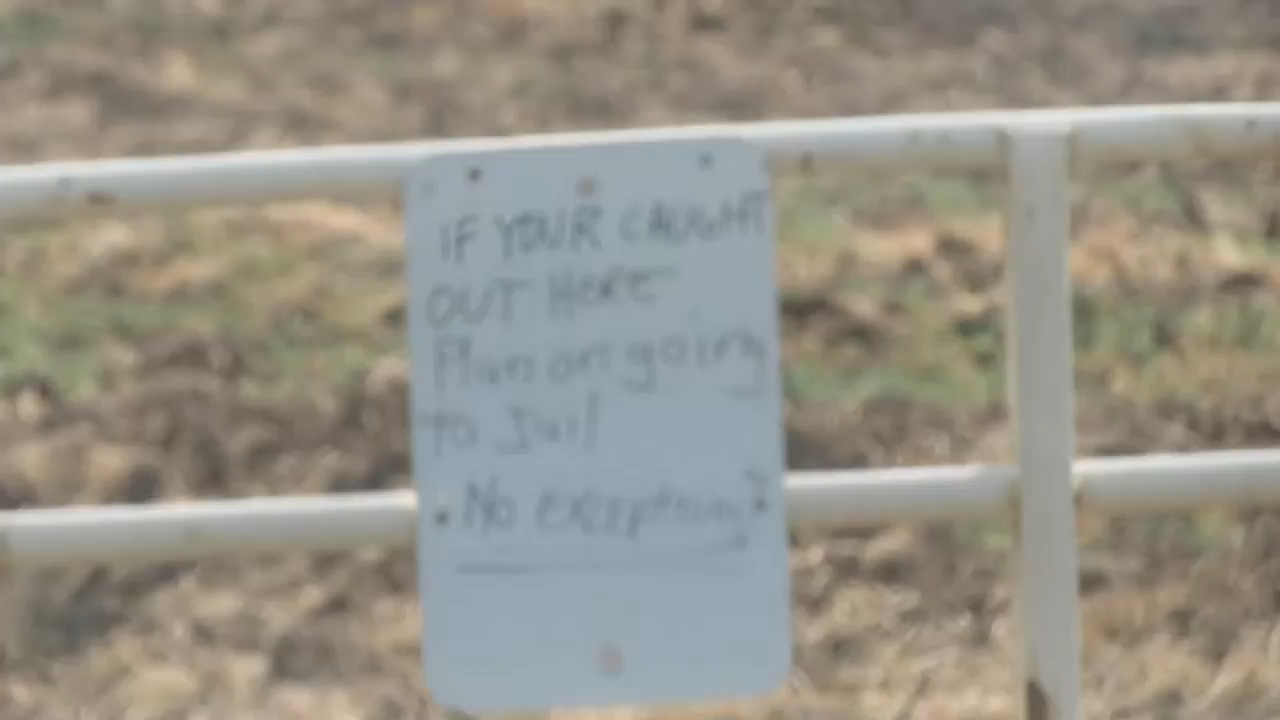 IF YOUR CAUGHT
OUT HERE
Plan on going
to Jail
No exceptions